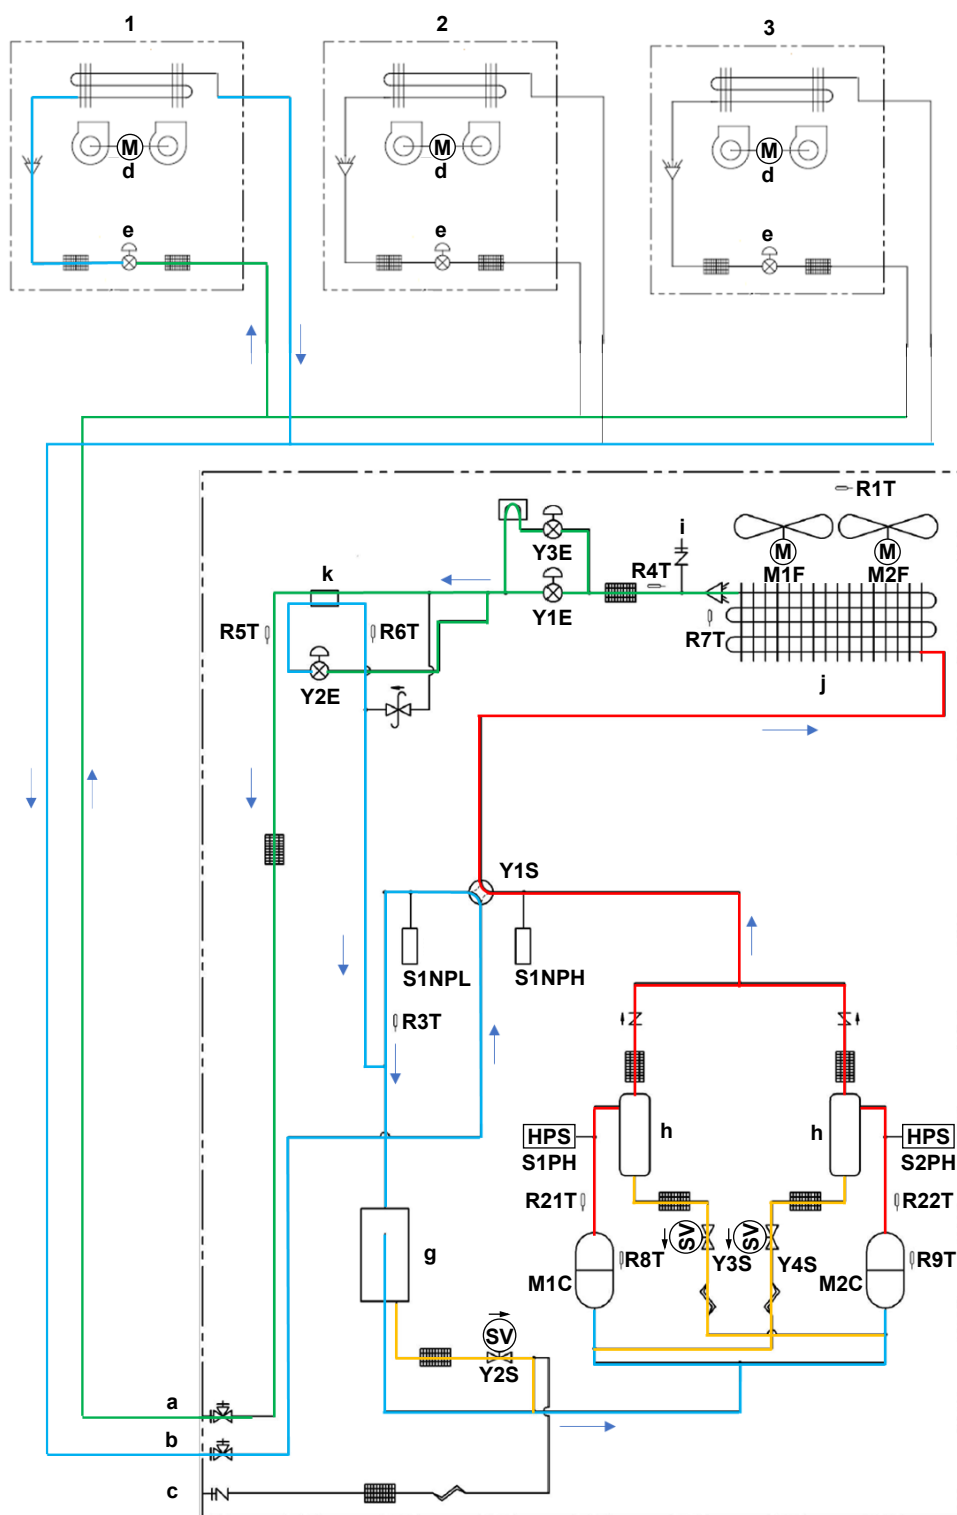 1
2
3
M
d
M
d
M
d
e
e
e
R1T
i
Y3E
M
M
k
R4T
M1F
M2F
Y1E
R5T
R6T
R7T
Y2E
j
Y1S
S1NPL
S1NPH
R3T
HPS
h
h
HPS
S1PH
S2PH
R21T
R22T
g
SV
SV
R8T
Y3S
Y4S
R9T
M1C
M2C
SV
Y2S
a
b
c